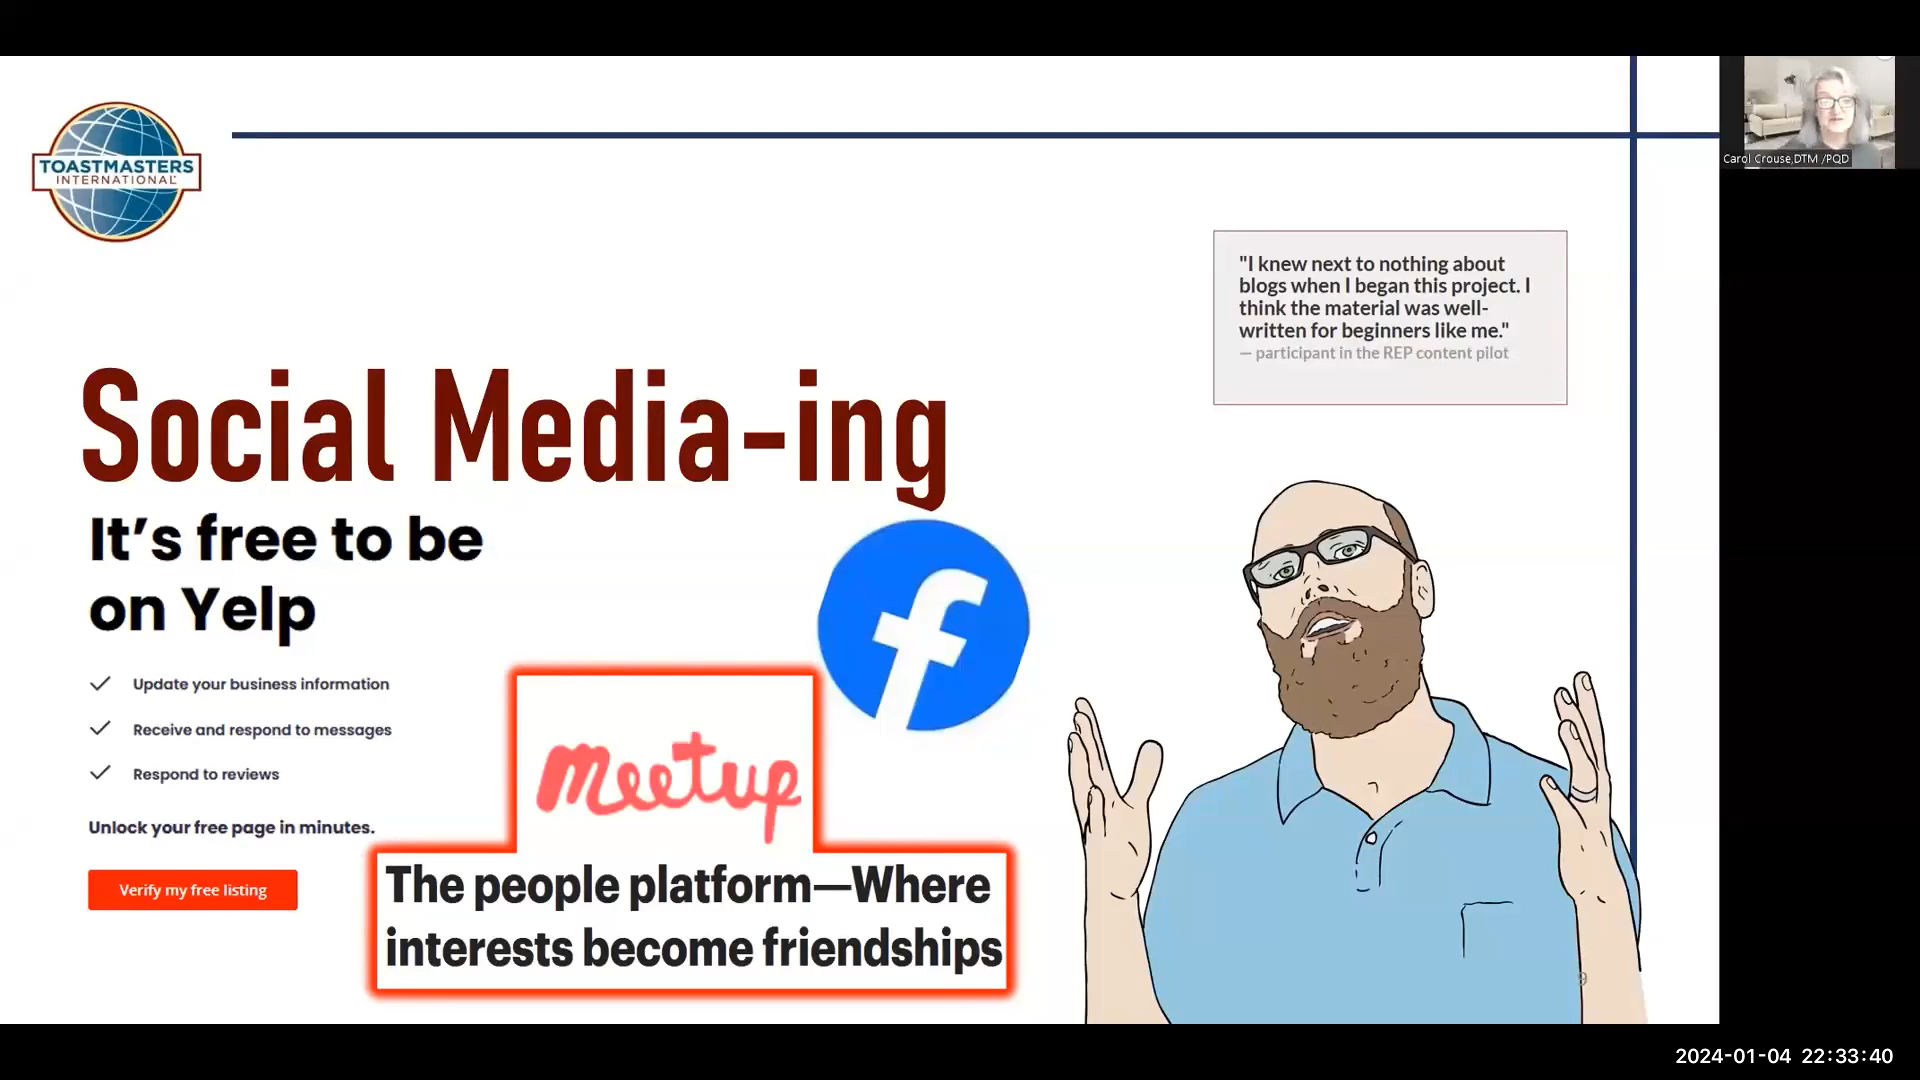 TOASTMASTERS
INTERNATIONAL
Carol Crouse,DTM /PQD
"I knew next to nothing about
blogs when I began this project. I
think the material was well-
written for beginners like me."
— participant in the REP content pilot
Social Media-ing
It's free to be
on Yelp
Update your business information
Receive and respond to messages
Respond to reviews
Unlock your free page in minutes.
Verify my free listing
f
meetup
The people platform—Where
interests become friendships
9
2024-01-04 22:33:40